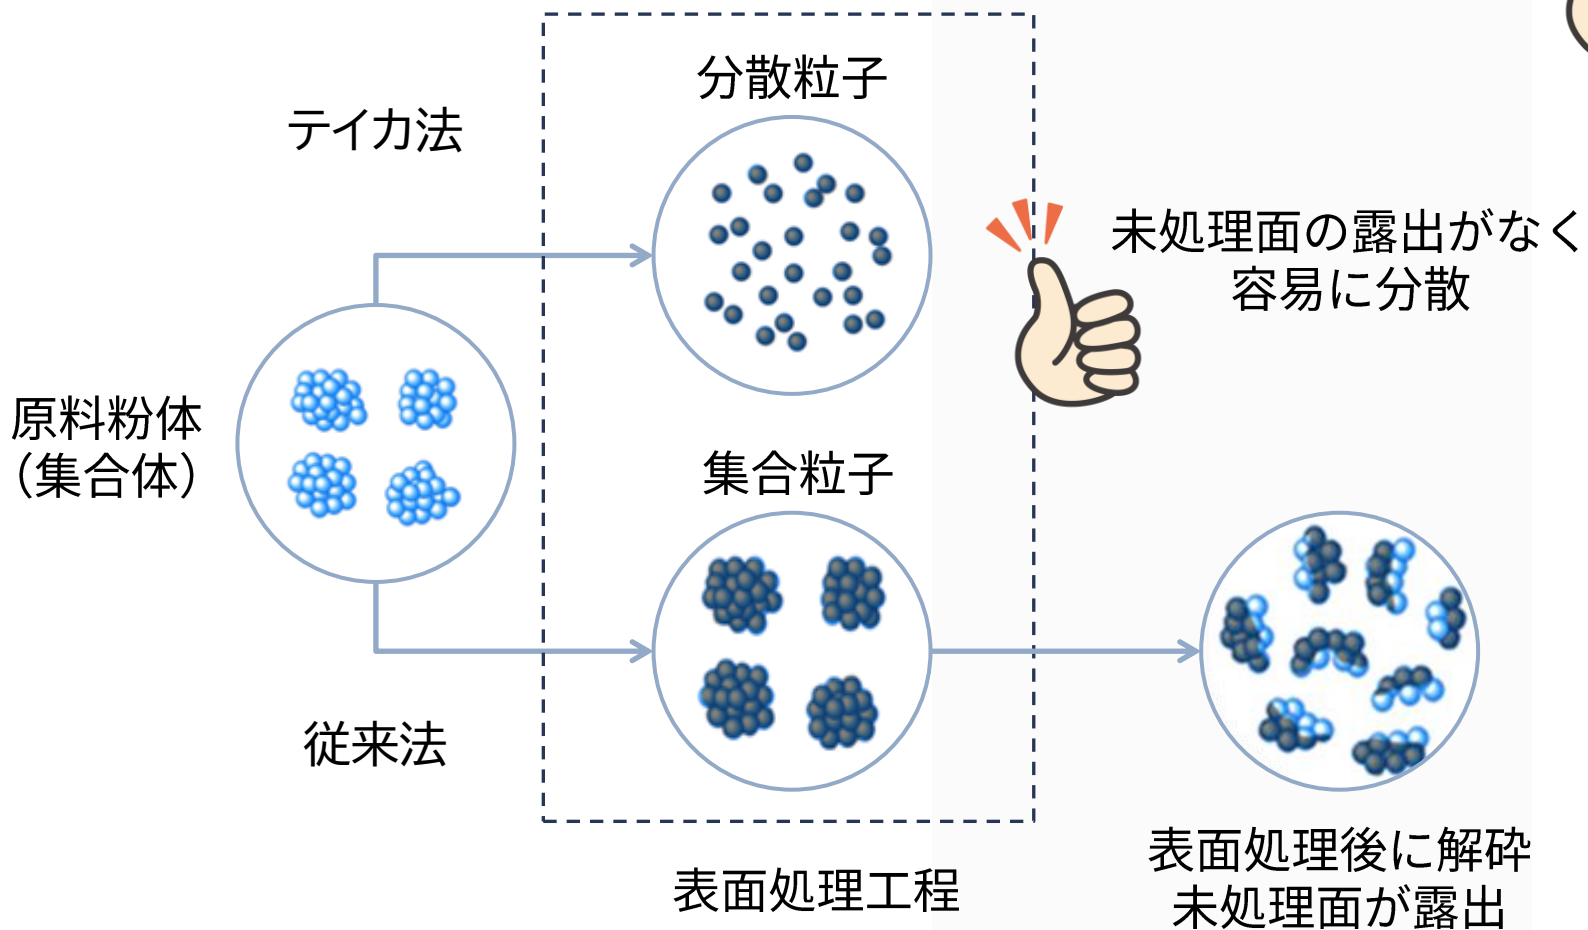 分散粒子
テイカ法
未処理面の露出がなく
容易に分散
原料粉体
（集合体）
集合粒子
従来法
表面処理工程
表面処理後に解砕
未処理面が露出